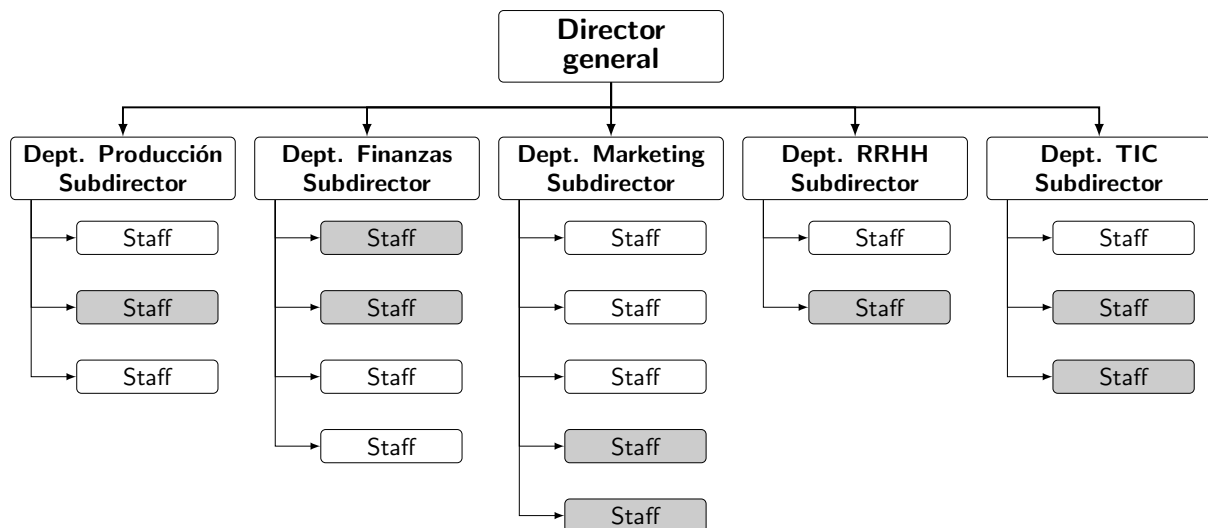 Director
general
Dept. Producción
Subdirector
Staff
Staff
Staff
Dept. Finanzas
Subdirector
Staff
Staff
Staff
Staff
Dept. Marketing
Subdirector
Staff
Staff
Staff
Staff
Staff
Dept. RRHH
Subdirector
Staff
Staff
Dept. TIC
Subdirector
Staff
Staff
Staff